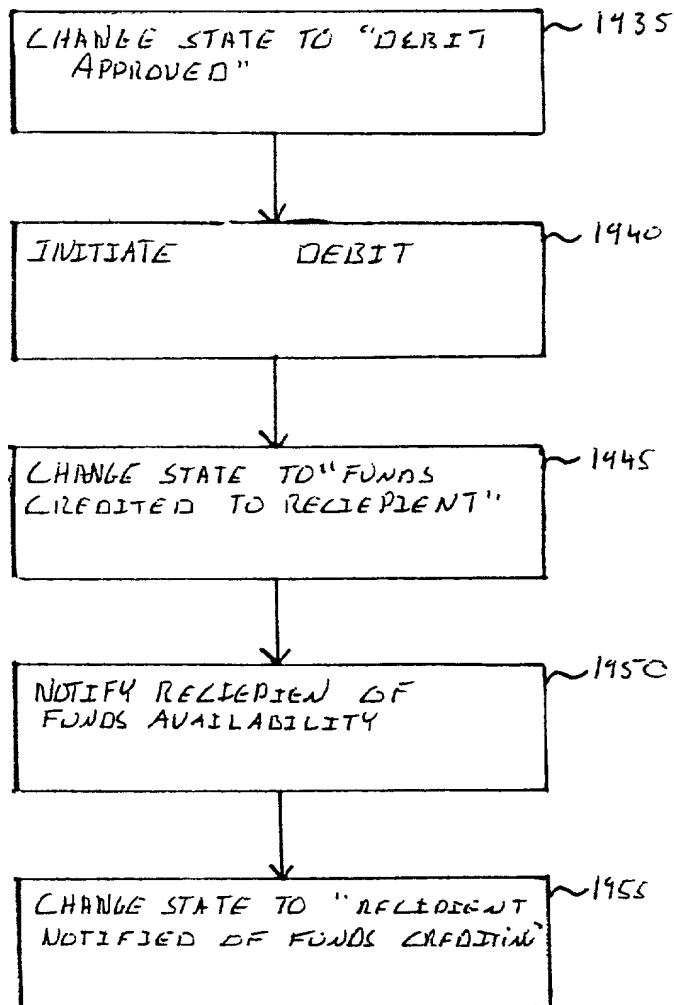 CHANGE STATE TO "DEBIT
APPROVED"
1935
INITIATE DEBIT
1940
CHANGE STATE TO "FUNDS
CREDITED TO RECIEPIENT"
1945
NOTIFY RECIEPIEN OF
FUNDS AVAILABILITY
1950
CHANGE STATE TO "RECIPIENT
NOTIFIED OF FUNDS CREDITIN
1955